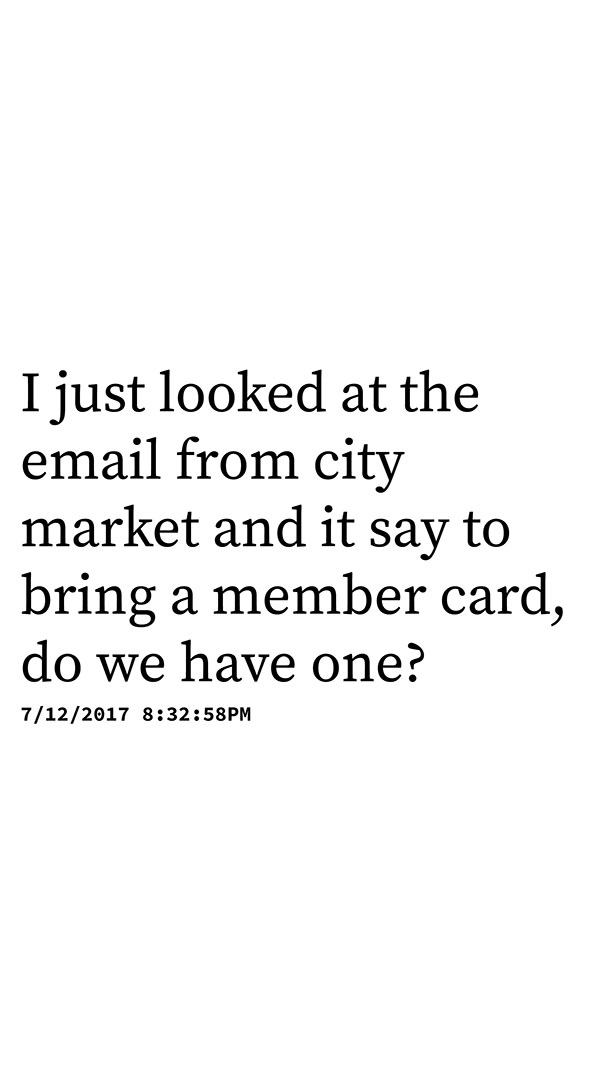 I just looked at the
email from city
market and it say to
bring a member card,
do we have one?
7/12/2017 8:32:58PM